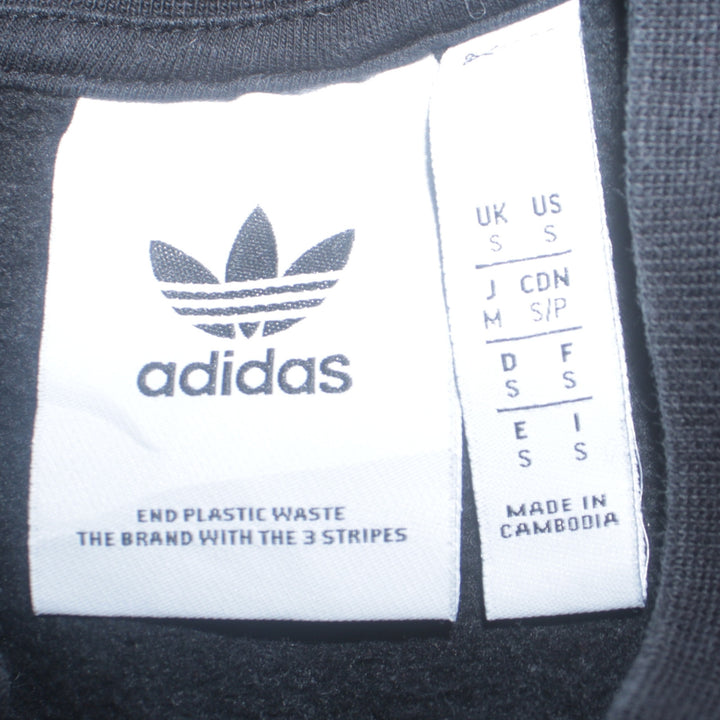 adidas
END PLASTIC WASTE
THE BRAND WITH THE 3 STRIPES
UK US
S S
J CDN
M S/P
D F
S S
E I
S S
MADE IN
CAMBODIA